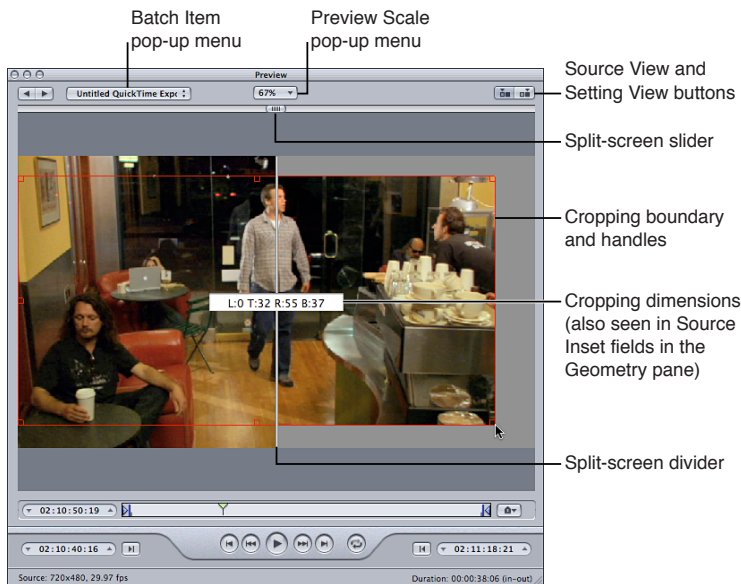 Batch Item
pop-up menu
Preview Scale
pop-up menu
Source View and
Setting View buttons
Preview
Untitled QuickTime Expo
67%
Split-screen slider
Cropping boundary
and handles
L:0 T:32 R:55 B:37
Cropping dimensions
(also seen in Source
Inset fields in the
Geometry pane)
Split-screen divider
02:10:50:19
02:10:40:16
02:11:18:21
Source: 720x480, 29.97 fps
Duration: 00:00:38:06 (in-out)